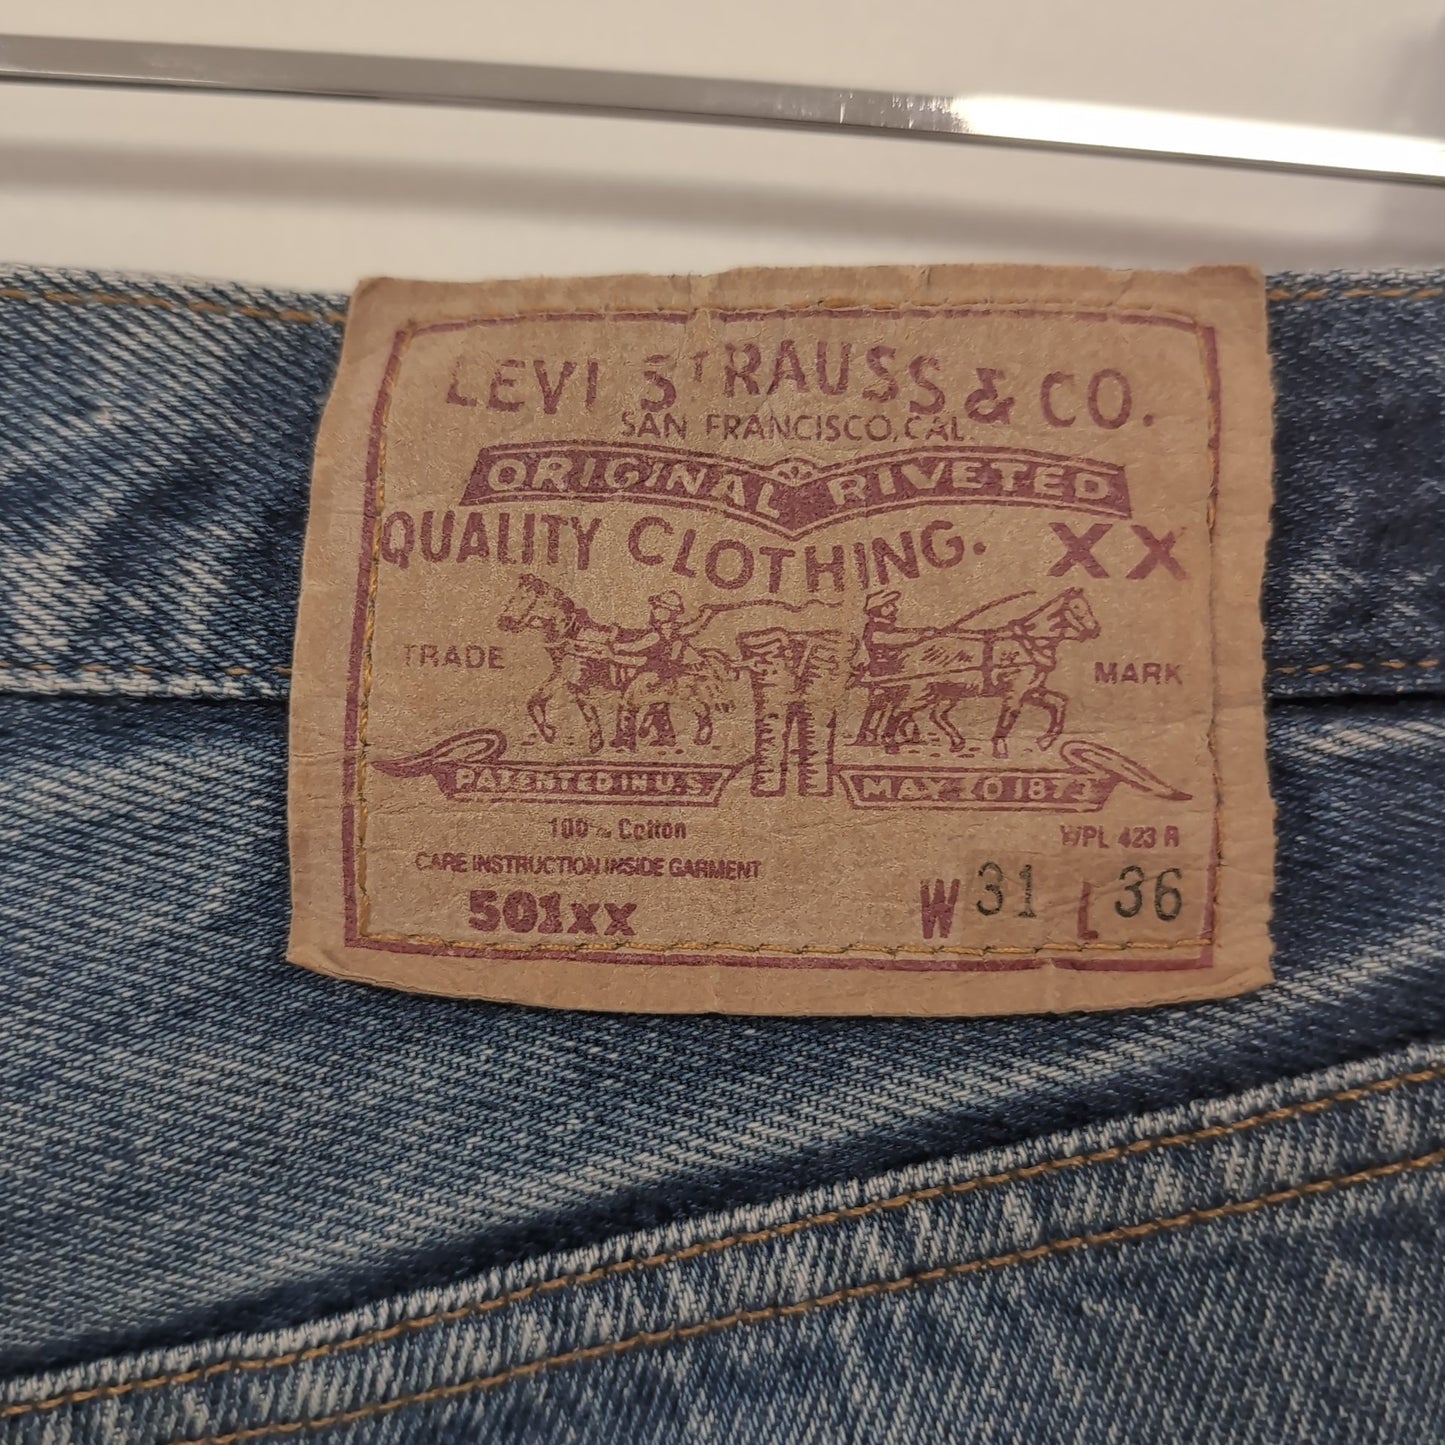 LEVI STRAUSS & CO.
SAN FRANCISCO, CAL.
ORIGINAL RIVETED
QUALITY CLOTHING. XX
TRADE MARK
PATENTED IN U.S. MAY 20 1873
100% Cotton WPL 423 R
CARE INSTRUCTION INSIDE GARMENT
501xx W 31 L 36